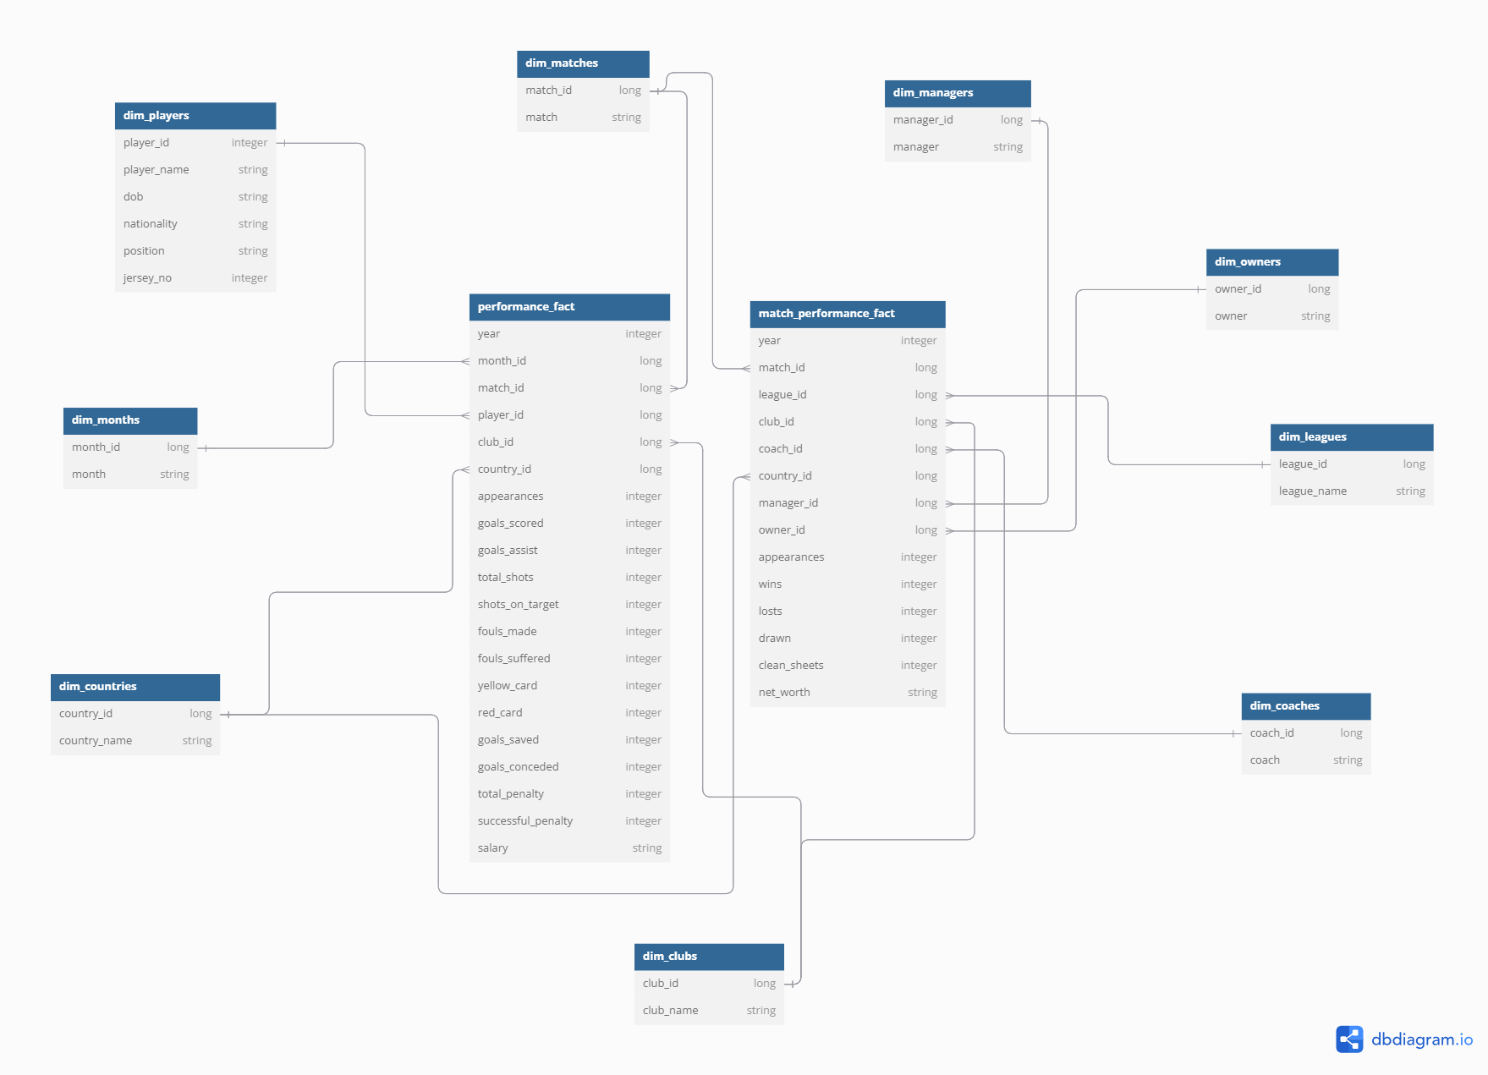 dim_matches
match_id long
match string
dim_managers
manager_id long
manager string
dim_players
player_id integer
player_name string
dob string
nationality string
position string
jersey_no integer
dim_owners
owner_id long
owner string
performance_fact
year integer
month_id long
match_id long
player_id long
club_id long
country_id long
appearances integer
goals_scored integer
goals_assist integer
total_shots integer
shots_on_target integer
fouls_made integer
fouls_suffered integer
yellow_card integer
red_card integer
goals_saved integer
goals_conceded integer
total_penalty integer
successful_penalty integer
salary string
match_performance_fact
year integer
match_id long
league_id long
club_id long
coach_id long
country_id long
manager_id long
owner_id long
appearances integer
wins integer
losts integer
drawn integer
clean_sheets integer
net_worth string
dim_months
month_id long
month string
dim_leagues
league_id long
league_name string
dim_countries
country_id long
country_name string
dim_coaches
coach_id long
coach string
dim_clubs
club_id long
club_name string
dbdiagram.io